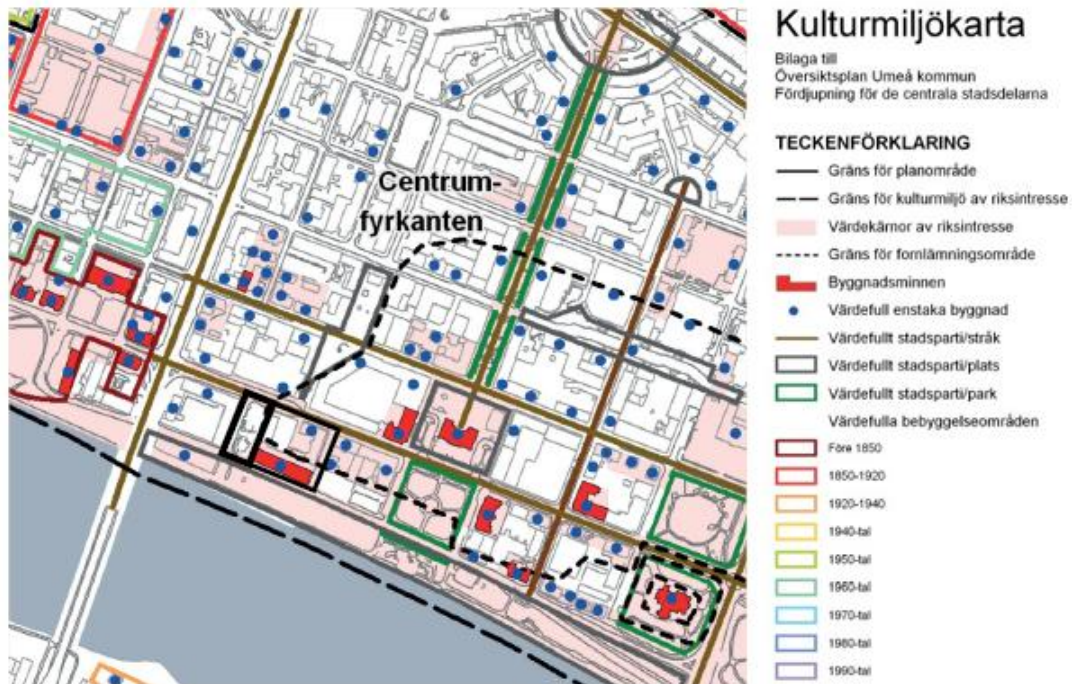 Centrum-
fyrkanten
Kulturmiljökarta
Bilaga till
Översiktsplan Umeå kommun
Fördjupning för de centrala stadsdelarna
TECKENFÖRKLARING
Gräns för planområde
Gräns för kulturmiljö av riksintresse
Värdekärnor av riksintresse
Gräns för fornlämningsområde
Byggnadsminnen
Värdefull enstaka byggnad
Värdefullt stadsparti/stråk
Värdefullt stadsparti/plats
Värdefullt stadsparti/park
Värdefulla bebyggelseområden
Före 1850
1850-1920
1920-1940
1940-tal
1950-tal
1960-tal
1970-tal
1980-tal
1990-tal